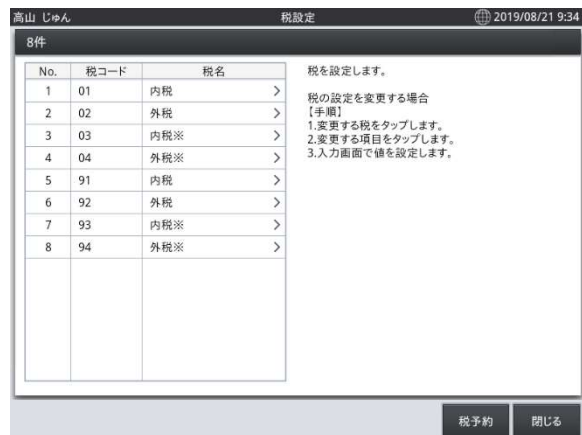 高山 じゅん 税設定 2019/08/21 9:34
8件
No. 税コード 税名
1 01 内税 >
2 02 外税 >
3 03 内税※ >
4 04 外税※ >
5 91 内税 >
6 92 外税 >
7 93 内税※ >
8 94 外税※ >
税を設定します。
税の設定を変更する場合
【手順】
1.変更する税をタップします。
2.変更する項目をタップします。
3.入力画面で値を設定します。
税予約 閉じる